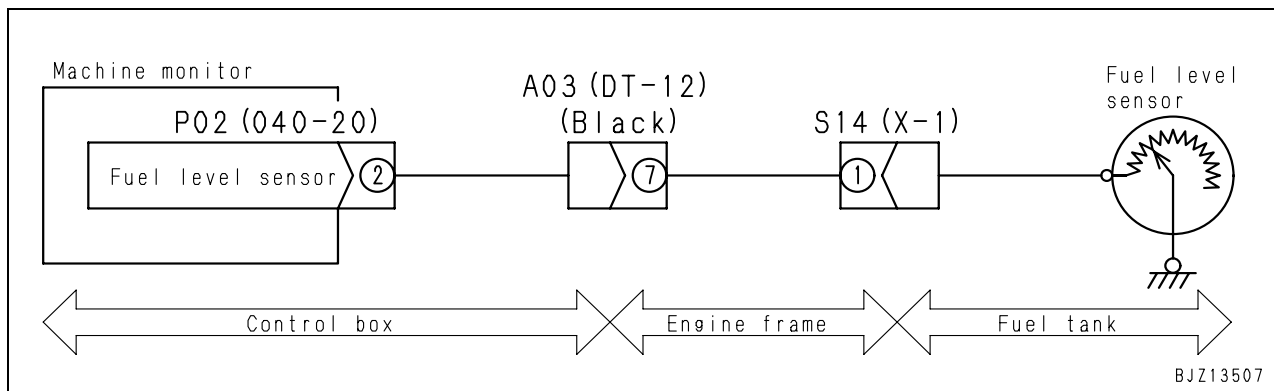 Machine monitor
P02 (040-20)
Fuel level sensor
2
A03 (DT-12)
(Black)
7
S14 (X-1)
1
Fuel level
sensor
Control box
Engine frame
Fuel tank
BJZ13507